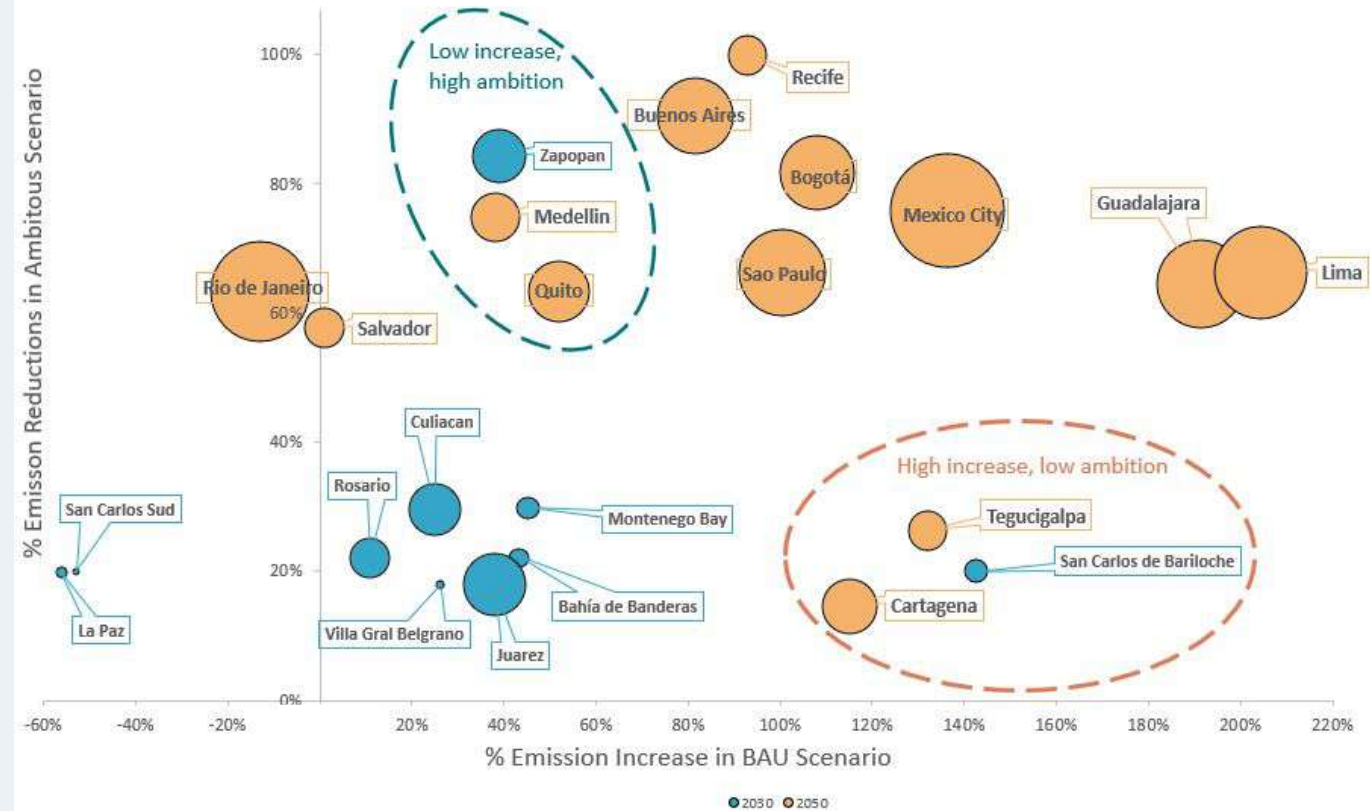 % Emisson Reductions in Ambitous Scenario
100%
80%
60%
40%
20%
0%
Low increase,
high ambition
Recife
Buenos Aires
Zapopan
Bogotá
Medellin
Mexico City
Guadalajara
Rio de Janeiro
Quito
Sao Paulo
Lima
Salvador
Culiacan
High increase, low ambition
Rosario
San Carlos Sud
Montenego Bay
Tegucigalpa
San Carlos de Bariloche
La Paz
Villa Gral Belgrano
Bahía de Banderas
Cartagena
Juarez
-60% -40% -20% 20% 40% 60% 80% 100% 120% 140% 160% 180% 200% 220%
% Emission Increase in BAU Scenario
2030 2050